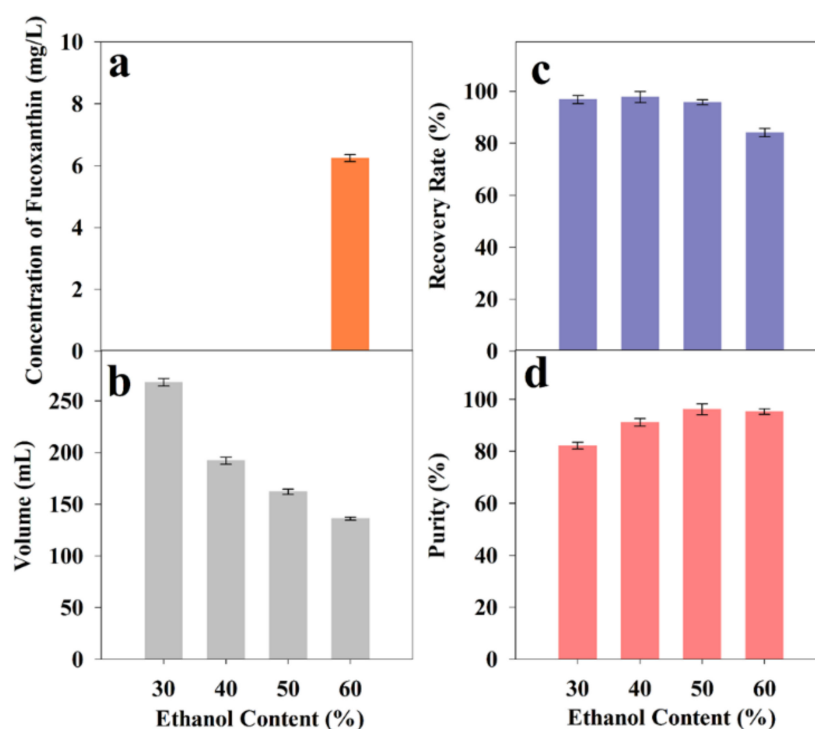 a
Concentration of Fucoxanthin (mg/L)
10
8
6
4
2
0
b
Volume (mL)
250
200
150
100
50
0
30 40 50 60
Ethanol Content (%)
c
Recovery Rate (%)
100
80
60
40
20
0
d
Purity (%)
100
80
60
40
20
0
30 40 50 60
Ethanol Content (%)